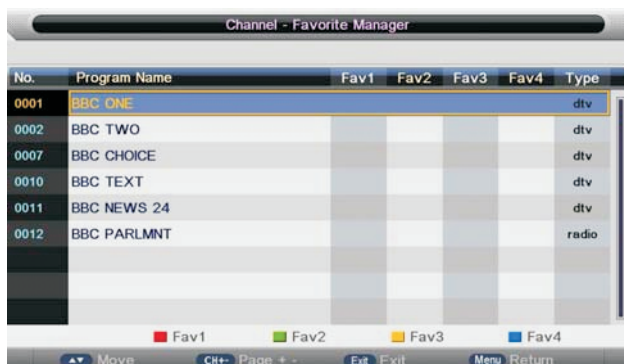 Channel - Favorite Manager
No. Program Name Fav1 Fav2 Fav3 Fav4 Type
0001 BBC ONE dtv
0002 BBC TWO dtv
0007 BBC CHOICE dtv
0010 BBC TEXT dtv
0011 BBC NEWS 24 dtv
0012 BBC PARLMNT radio
Fav1 Fav2 Fav3 Fav4
▲▼ Move CH+- Page + - Exit Exit Menu Return